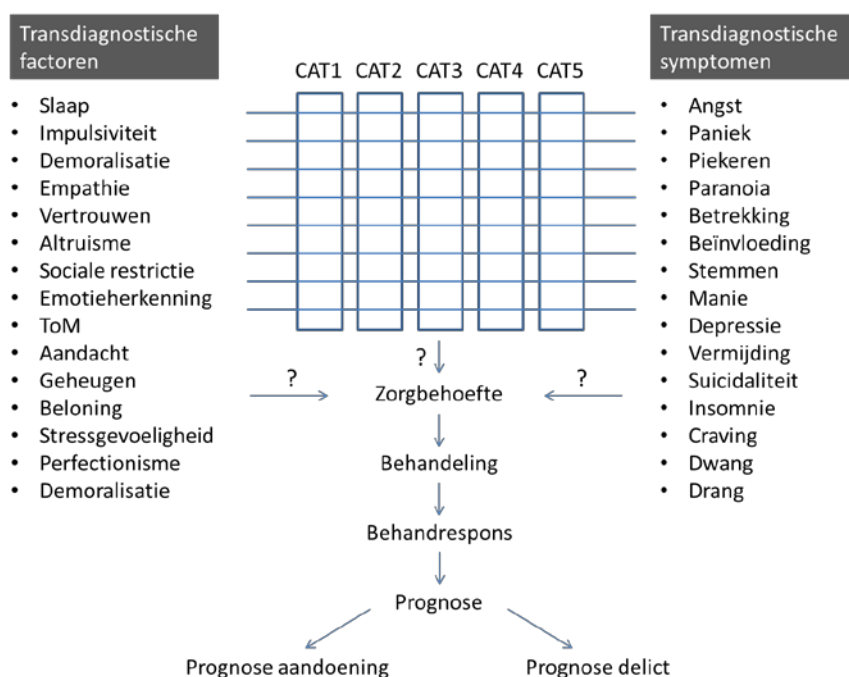 Transdiagnostische
factoren
• Slaap
• Impulsiviteit
• Demoralisatie
• Empathie
• Vertrouwen
• Altruisme
• Sociale restrictie
• Emotieherkenning
• ToM
• Aandacht
• Geheugen
• Beloning
• Stressgevoeligheid
• Perfectionisme
• Demoralisatie
CAT1 CAT2 CAT3 CAT4 CAT5
Transdiagnostische
symptomen
• Angst
• Paniek
• Piekeren
• Paranoia
• Betrekking
• Beïnvloeding
• Stemmen
• Manie
• Depressie
• Vermijding
• Suicidaliteit
• Insomnie
• Craving
• Dwang
• Drang
?
? ?
Zorgbehoefte
Behandeling
Behandrespons
Prognose
Prognose aandoening Prognose delict